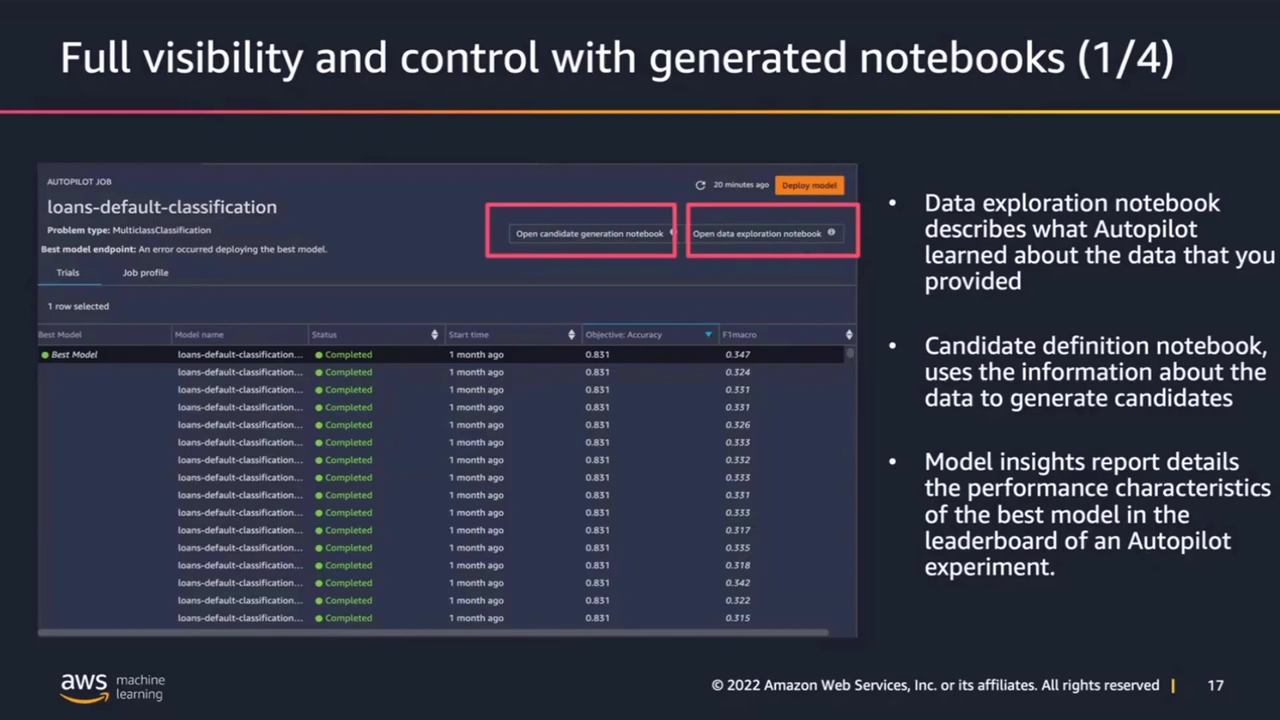 Full visibility and control with generated notebooks (1/4)
AUTOPILOT JOB
20 minutes ago
Deploy model
loans-default-classification
Problem type: MulticlassClassification
Open candidate generation notebook
Open data exploration notebook
Best model endpoint: An error occurred deploying the best model.
Trials Job profile
1 row selected
Best Model Model name Status Start time Objective: Accuracy F1macro
Best Model loans-default-classification... Completed 1 month ago 0.831 0.347
loans-default-classification... Completed 1 month ago 0.831 0.324
loans-default-classification... Completed 1 month ago 0.831 0.331
loans-default-classification... Completed 1 month ago 0.831 0.331
loans-default-classification... Completed 1 month ago 0.831 0.326
loans-default-classification... Completed 1 month ago 0.831 0.333
loans-default-classification... Completed 1 month ago 0.831 0.332
loans-default-classification... Completed 1 month ago 0.831 0.333
loans-default-classification... Completed 1 month ago 0.831 0.331
loans-default-classification... Completed 1 month ago 0.831 0.333
loans-default-classification... Completed 1 month ago 0.831 0.317
loans-default-classification... Completed 1 month ago 0.831 0.335
loans-default-classification... Completed 1 month ago 0.831 0.318
loans-default-classification... Completed 1 month ago 0.831 0.342
loans-default-classification... Completed 1 month ago 0.831 0.322
loans-default-classification... Completed 1 month ago 0.831 0.315
• Data exploration notebook
describes what Autopilot
learned about the data that you
provided
• Candidate definition notebook,
uses the information about the
data to generate candidates
• Model insights report details
the performance characteristics
of the best model in the
leaderboard of an Autopilot
experiment.
aws machine
learning
© 2022 Amazon Web Services, Inc. or its affiliates. All rights reserved | 17